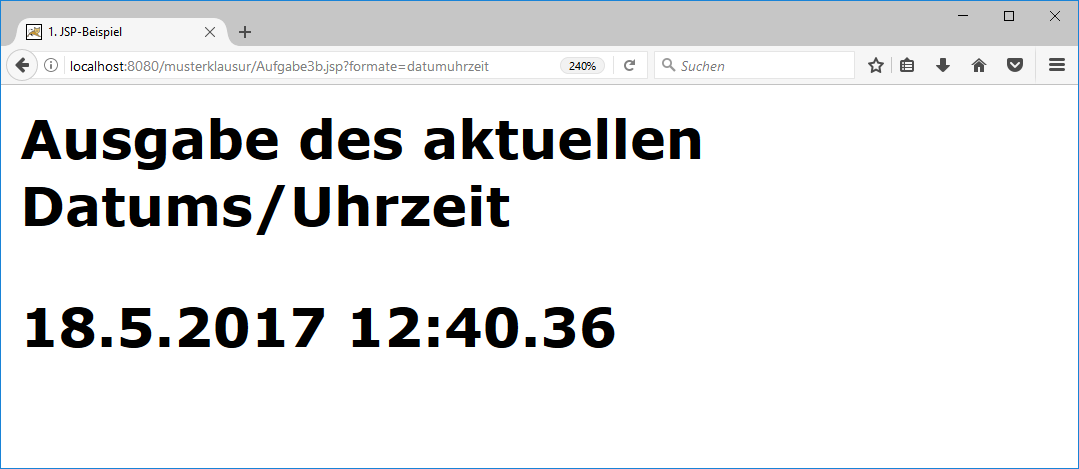 1. JSP-Beispiel
localhost:8080/musterklausur/Aufgabe3b.jsp?formate=datumuhrzeit
240%
Suchen
Ausgabe des aktuellen
Datums/Uhrzeit
18.5.2017 12:40.36